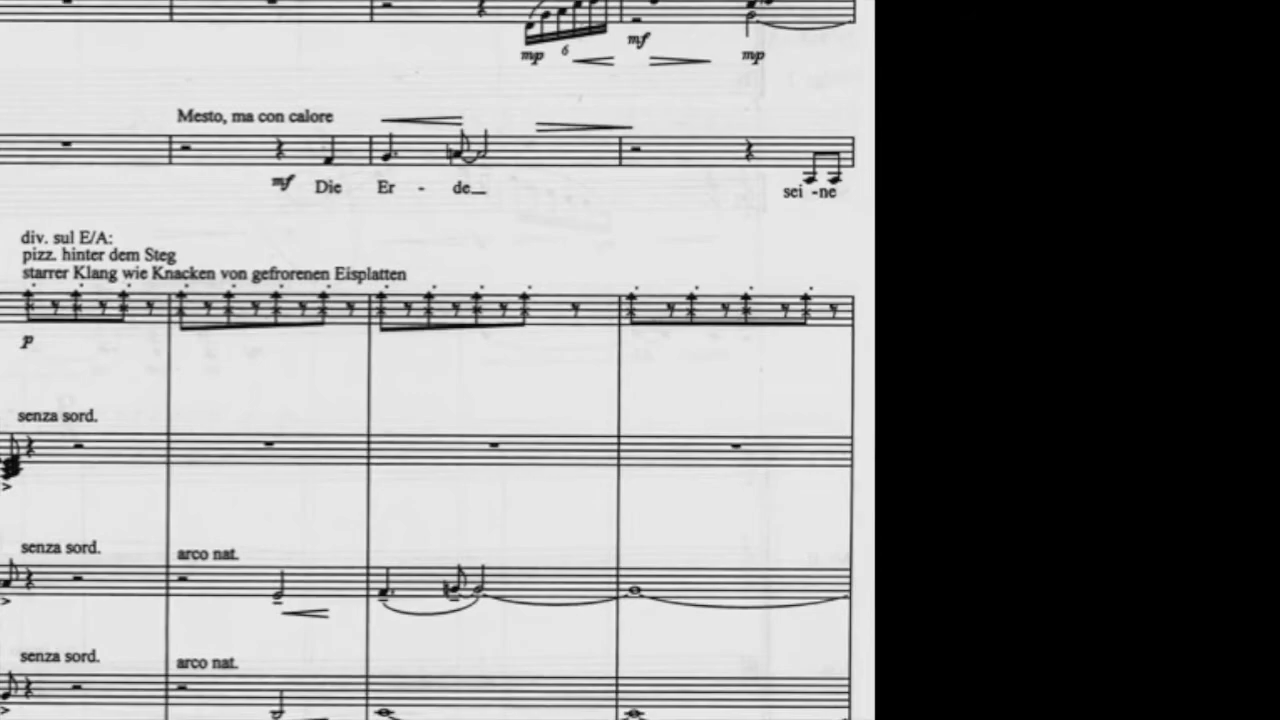 mp 6 mf mp
Mesto, ma con calore
mf Die Er - de
sei - ne
div. sul E/A:
pizz. hinter dem Steg
starrer Klang wie Knacken von gefrorenen Eisplatten
p
senza sord.
senza sord.
arco nat.
senza sord.
arco nat.